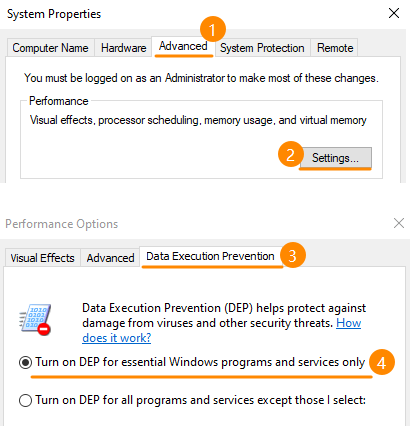 System Properties
1
Computer Name Hardware Advanced System Protection Remote
You must be logged on as an Administrator to make most of these changes.
Performance
Visual effects, processor scheduling, memory usage, and virtual memory
2 Settings...
Performance Options
Visual Effects Advanced Data Execution Prevention 3
Data Execution Prevention (DEP) helps protect against
damage from viruses and other security threats. How
does it work?
Turn on DEP for essential Windows programs and services only 4
Turn on DEP for all programs and services except those I select: